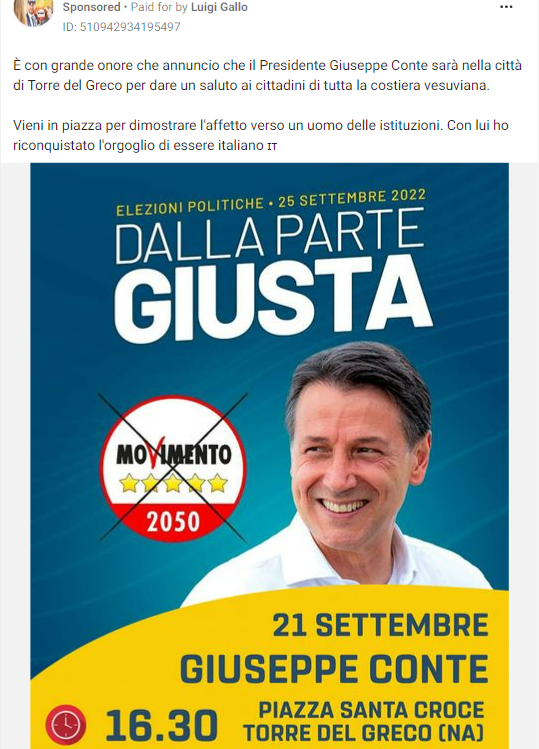 Sponsored • Paid for by Luigi Gallo
ID: 510942934195497
È con grande onore che annuncio che il Presidente Giuseppe Conte sarà nella città
di Torre del Greco per dare un saluto ai cittadini di tutta la costiera vesuviana.
Vieni in piazza per dimostrare l'affetto verso un uomo delle istituzioni. Con lui ho
riconquistato l'orgoglio di essere italiano IT
ELEZIONI POLITICHE • 25 SETTEMBRE 2022
DALLA PARTE
GIUSTA
MOVIMENTO
2050
21 SETTEMBRE
GIUSEPPE CONTE
16.30
PIAZZA SANTA CROCE
TORRE DEL GRECO (NA)